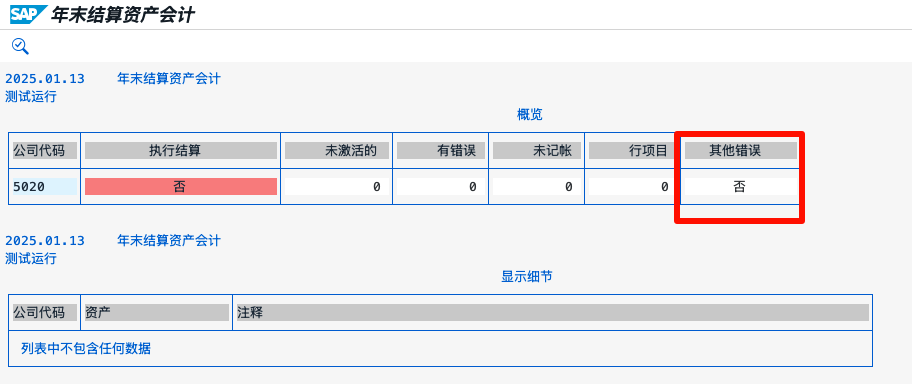 SAP 年末结算资产会计
2025.01.13 年末结算资产会计
测试运行
概览
公司代码 执行结算 未激活的 有错误 未记帐 行项目 其他错误
5020 否 0 0 0 0 否
2025.01.13 年末结算资产会计
测试运行
显示细节
公司代码 资产 注释
列表中不包含任何数据